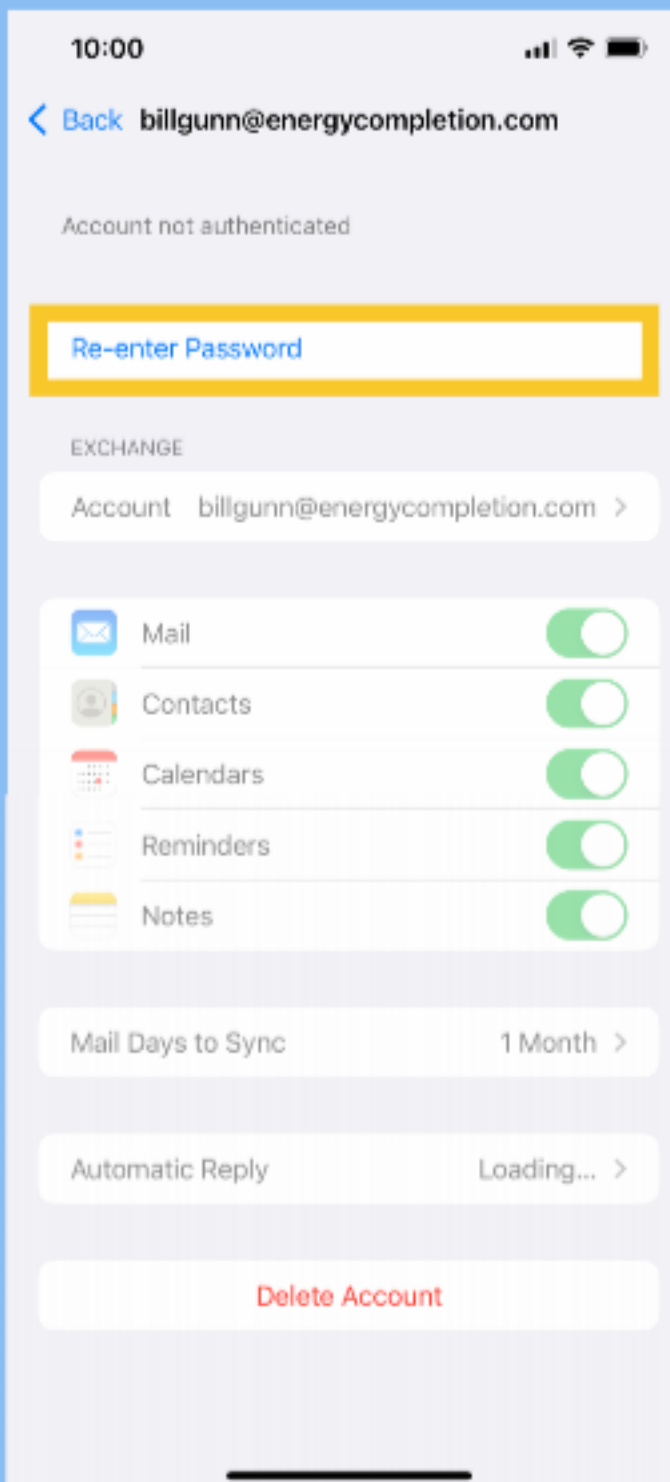 10:00
Back billgunn@energycompletion.com
Account not authenticated
Re-enter Password
EXCHANGE
Account billgunn@energycompletion.com
Mail
Contacts
Calendars
Reminders
Notes
Mail Days to Sync 1 Month
Automatic Reply Loading...
Delete Account